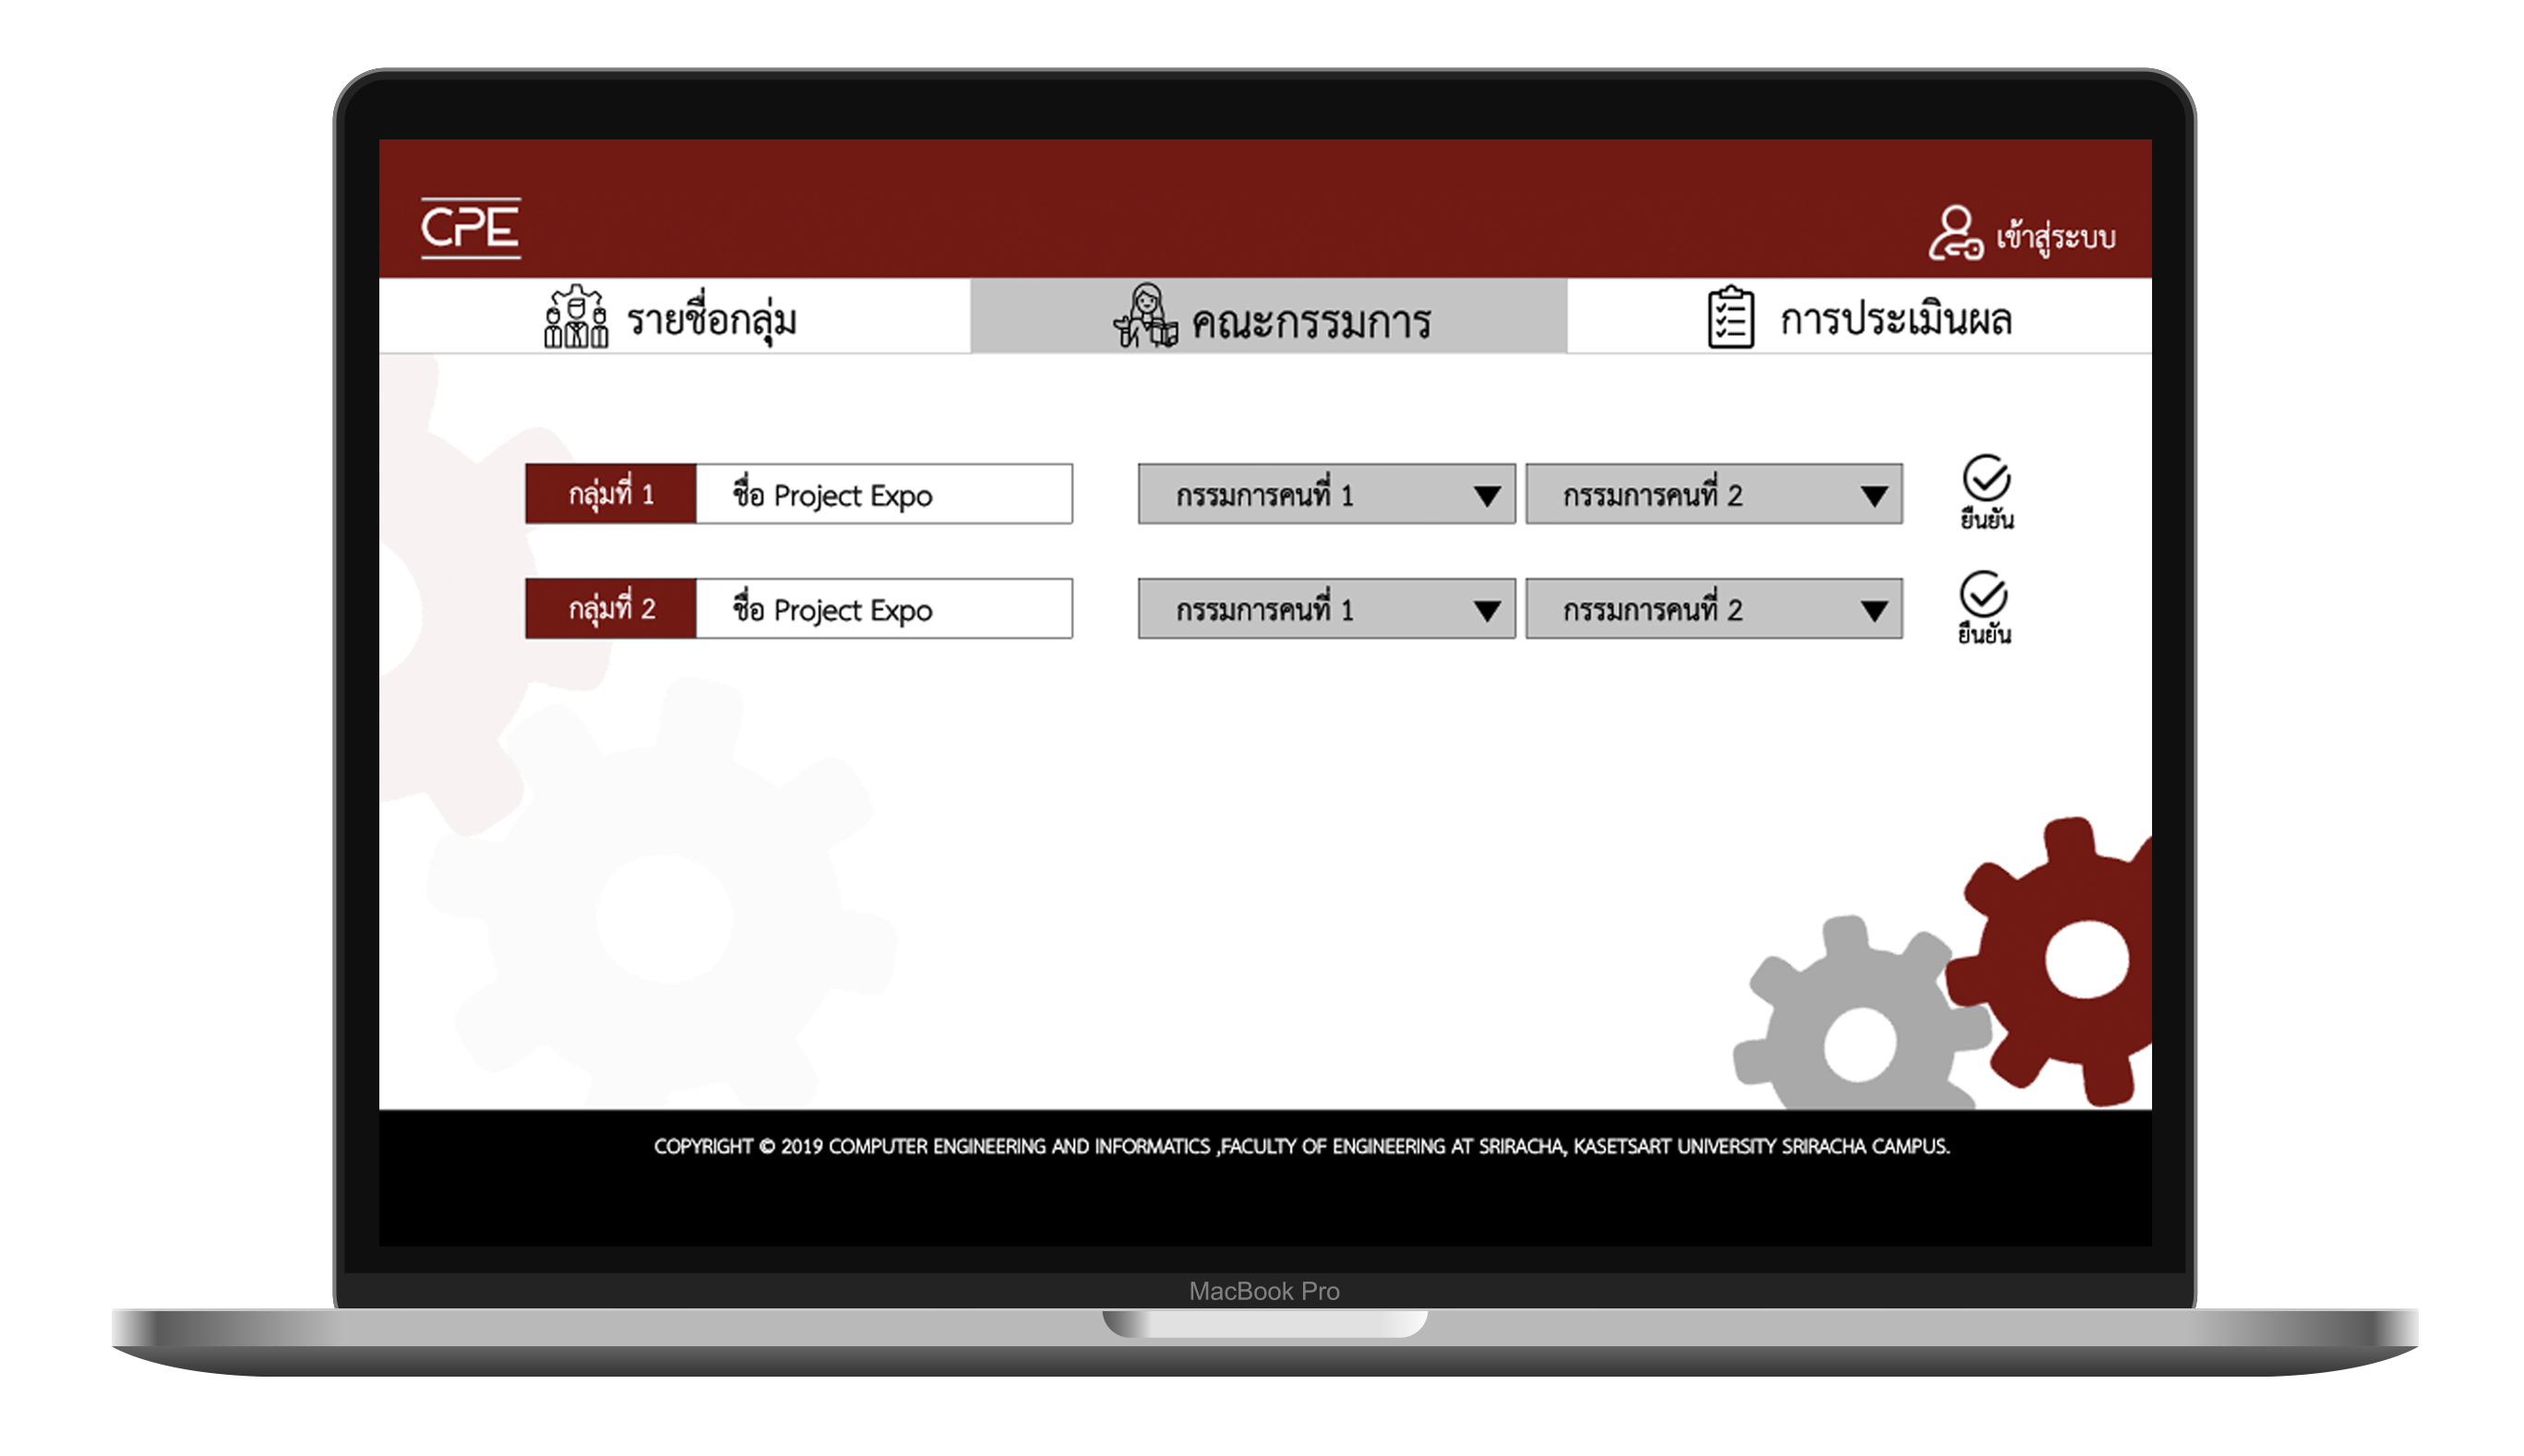 CPE
เข้าสู่ระบบ
รายชื่อกลุ่ม คณะกรรมการ การประเมินผล
กลุ่มที่ 1 ชื่อ Project Expo กรรมการคนที่ 1 กรรมการคนที่ 2 ยืนยัน
กลุ่มที่ 2 ชื่อ Project Expo กรรมการคนที่ 1 กรรมการคนที่ 2 ยืนยัน
COPYRIGHT © 2019 COMPUTER ENGINEERING AND INFORMATICS ,FACULTY OF ENGINEERING AT SRIRACHA, KASETSART UNIVERSITY SRIRACHA CAMPUS.
MacBook Pro